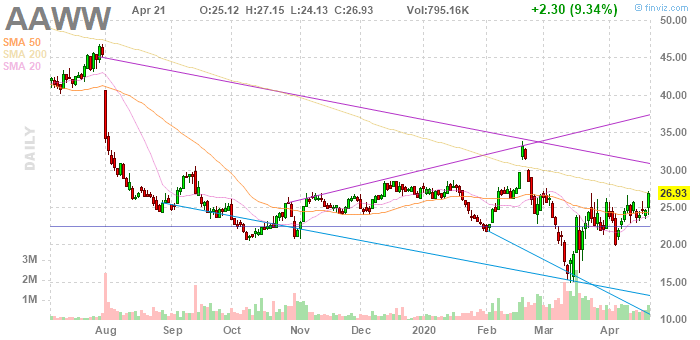 AAWW
Apr 21 O:25.12 H:27.15 L:24.13 C:26.93 Vol:795.16K +2.30 (9.34%)
© finviz.com
SMA 50
SMA 200
SMA 20
DAILY
50.00
45.00
40.00
35.00
30.00
26.93
25.00
20.00
15.00
10.00
3M
2M
1M
Aug Sep Oct Nov Dec 2020 Feb Mar Apr